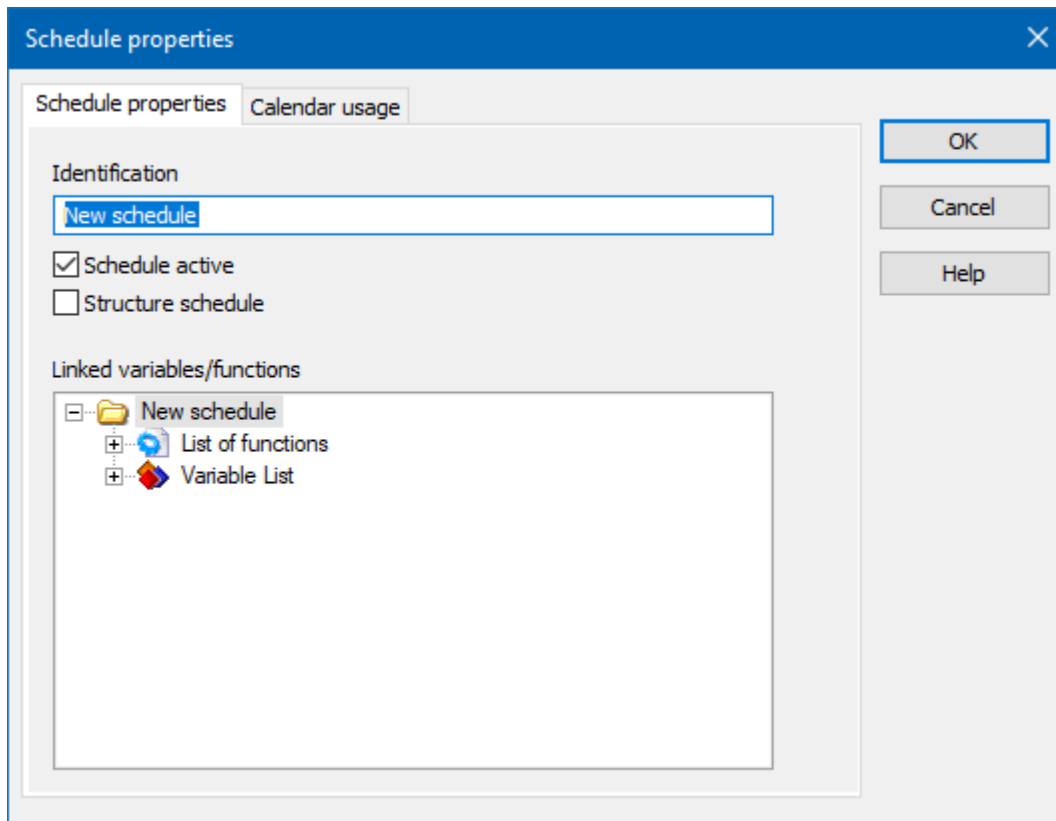 Schedule properties
Schedule properties
Calendar usage
OK
Identification
New schedule
Cancel
Schedule active
Help
Structure schedule
Linked variables/functions
New schedule
List of functions
Variable List